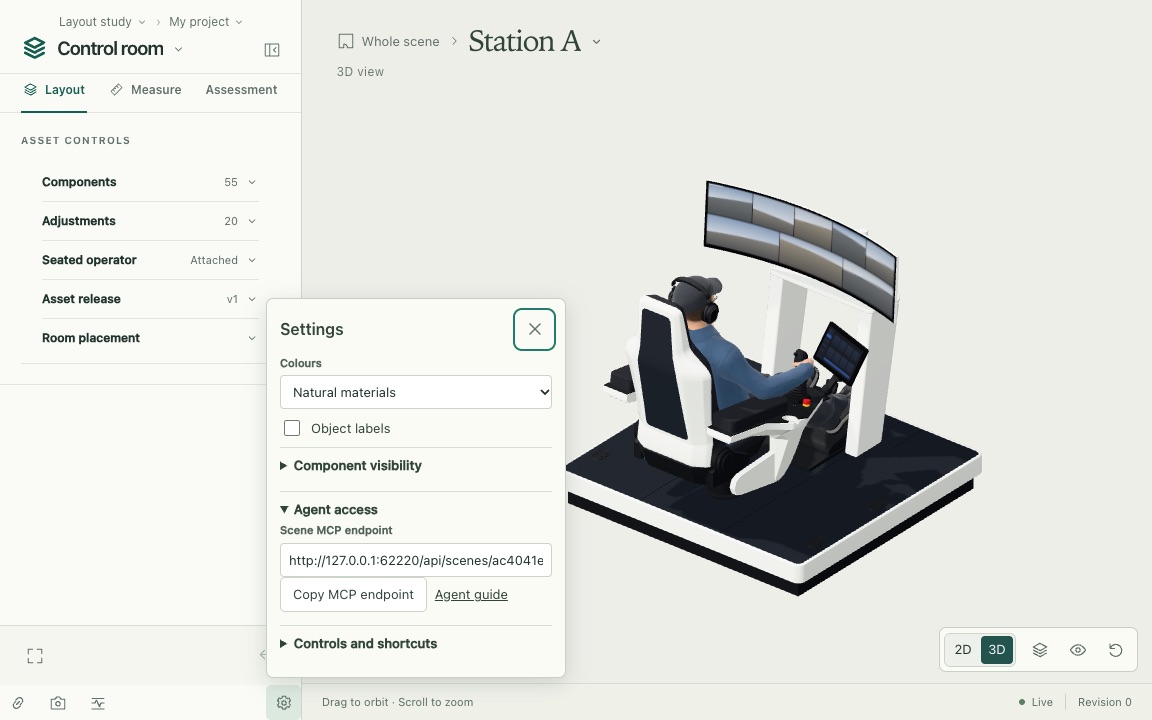 Layout study
My project
Control room
Layout
Measure
Assessment
ASSET CONTROLS
Components 55
Adjustments 20
Seated operator Attached
Asset release v1
Room placement
Settings
Colours
Natural materials
Object labels
Component visibility
Agent access
Scene MCP endpoint
http://127.0.0.1:62220/api/scenes/ac4041e
Copy MCP endpoint
Agent guide
Controls and shortcuts
Whole scene
Station A
3D view
2D
3D
Drag to orbit · Scroll to zoom
Live
Revision 0